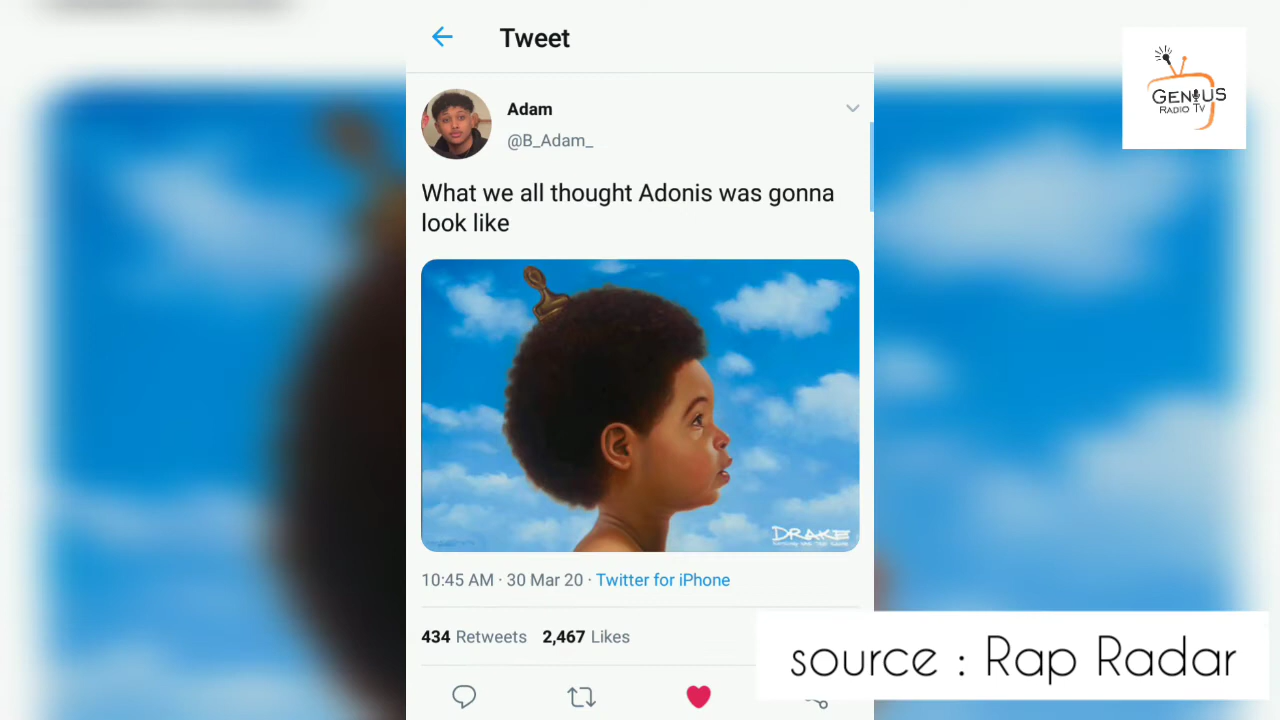 Tweet
Adam
@B_Adam_
What we all thought Adonis was gonna
look like
DRAKE
10:45 AM · 30 Mar 20 · Twitter for iPhone
434 Retweets 2,467 Likes
GENIUS
RADIO TV
source : Rap Radar